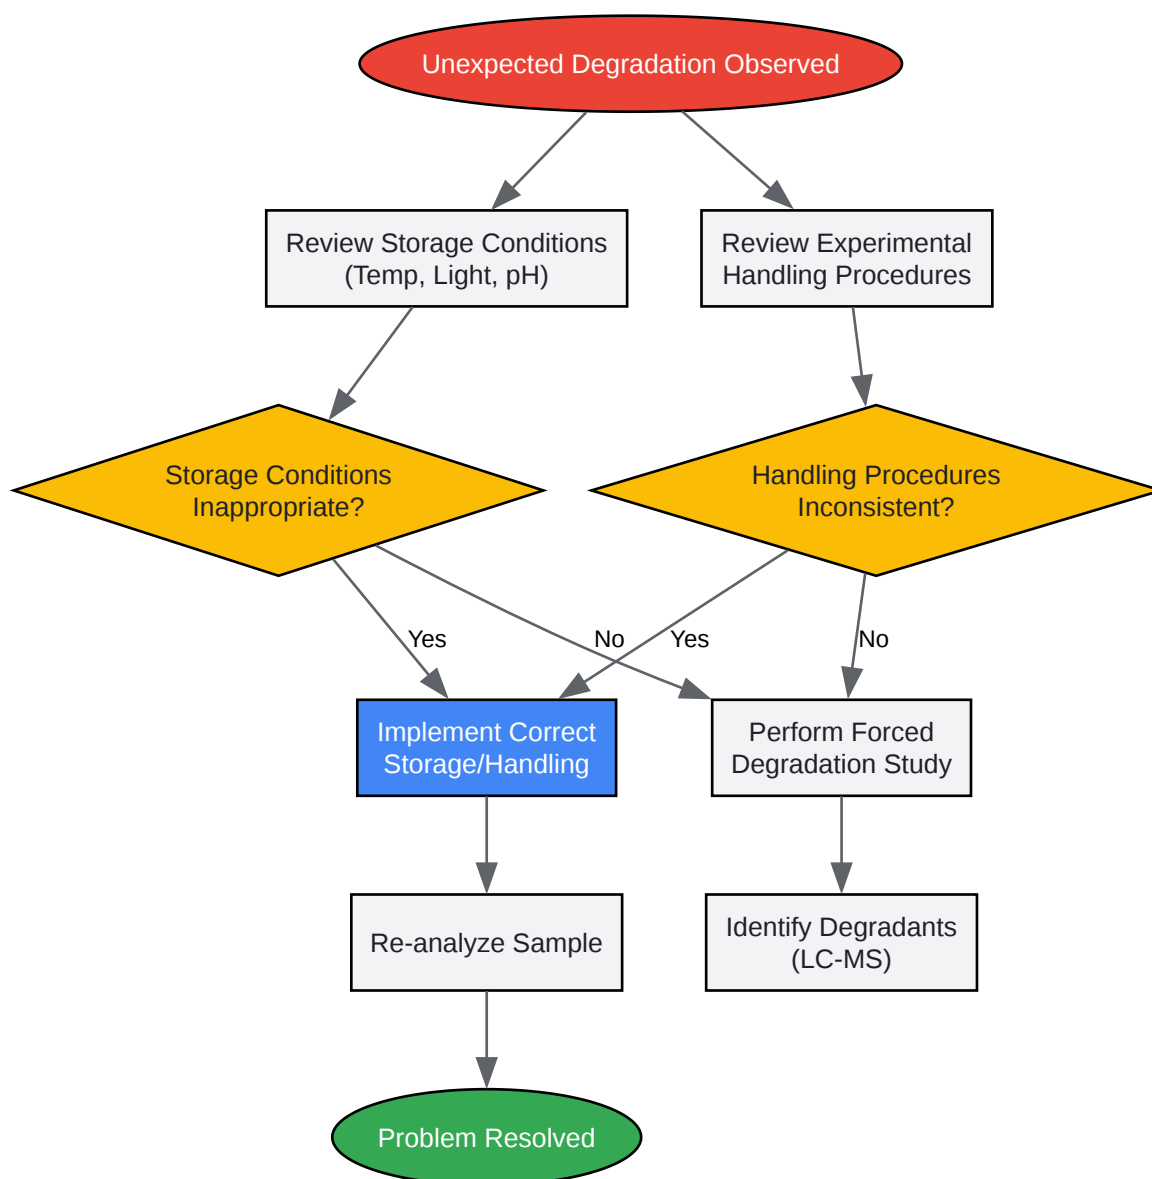 Unexpected Degradation Observed
Review Storage Conditions
(Temp, Light, pH)
Review Experimental
Handling Procedures
Storage Conditions
Inappropriate?
Handling Procedures
Inconsistent?
Yes
No
Yes
No
Implement Correct
Storage/Handling
Perform Forced
Degradation Study
Re-analyze Sample
Identify Degradants
(LC-MS)
Problem Resolved